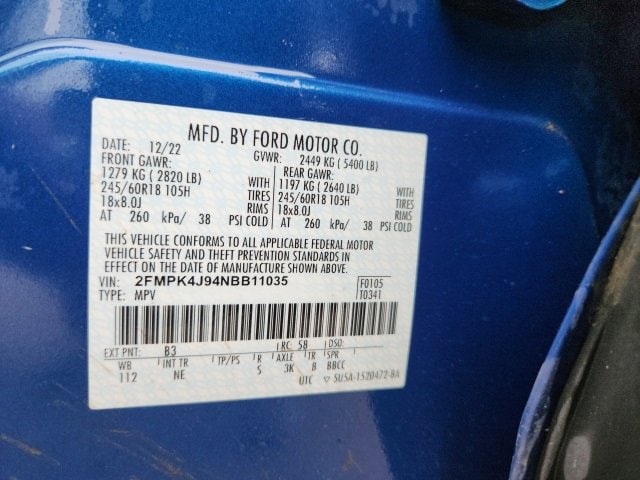 MFD. BY FORD MOTOR CO.
DATE: 12/22 GVWR: 2449 KG ( 5400 LB)
FRONT GAWR: REAR GAWR:
1279 KG ( 2820 LB) WITH 1197 KG ( 2640 LB) WITH
245/60R18 105H TIRES 245/60R18 105H TIRES
18x8.0J RIMS 18x8.0J RIMS
AT 260 kPa/ 38 PSI COLD AT 260 kPa/ 38 PSI COLD
THIS VEHICLE CONFORMS TO ALL APPLICABLE FEDERAL MOTOR
VEHICLE SAFETY AND THEFT PREVENTION STANDARDS IN
EFFECT ON THE DATE OF MANUFACTURE SHOWN ABOVE.
VIN: 2FMPK4J94NBB11035 F0105
TYPE: MPV T0341
EXT PNT: B3 RC: 58 DSO:
WB INT TR TP/PS R AXLE TR SPR
112 NE S 3K 8 BBCC
UTC ▽ 5U5A-1520472-BA